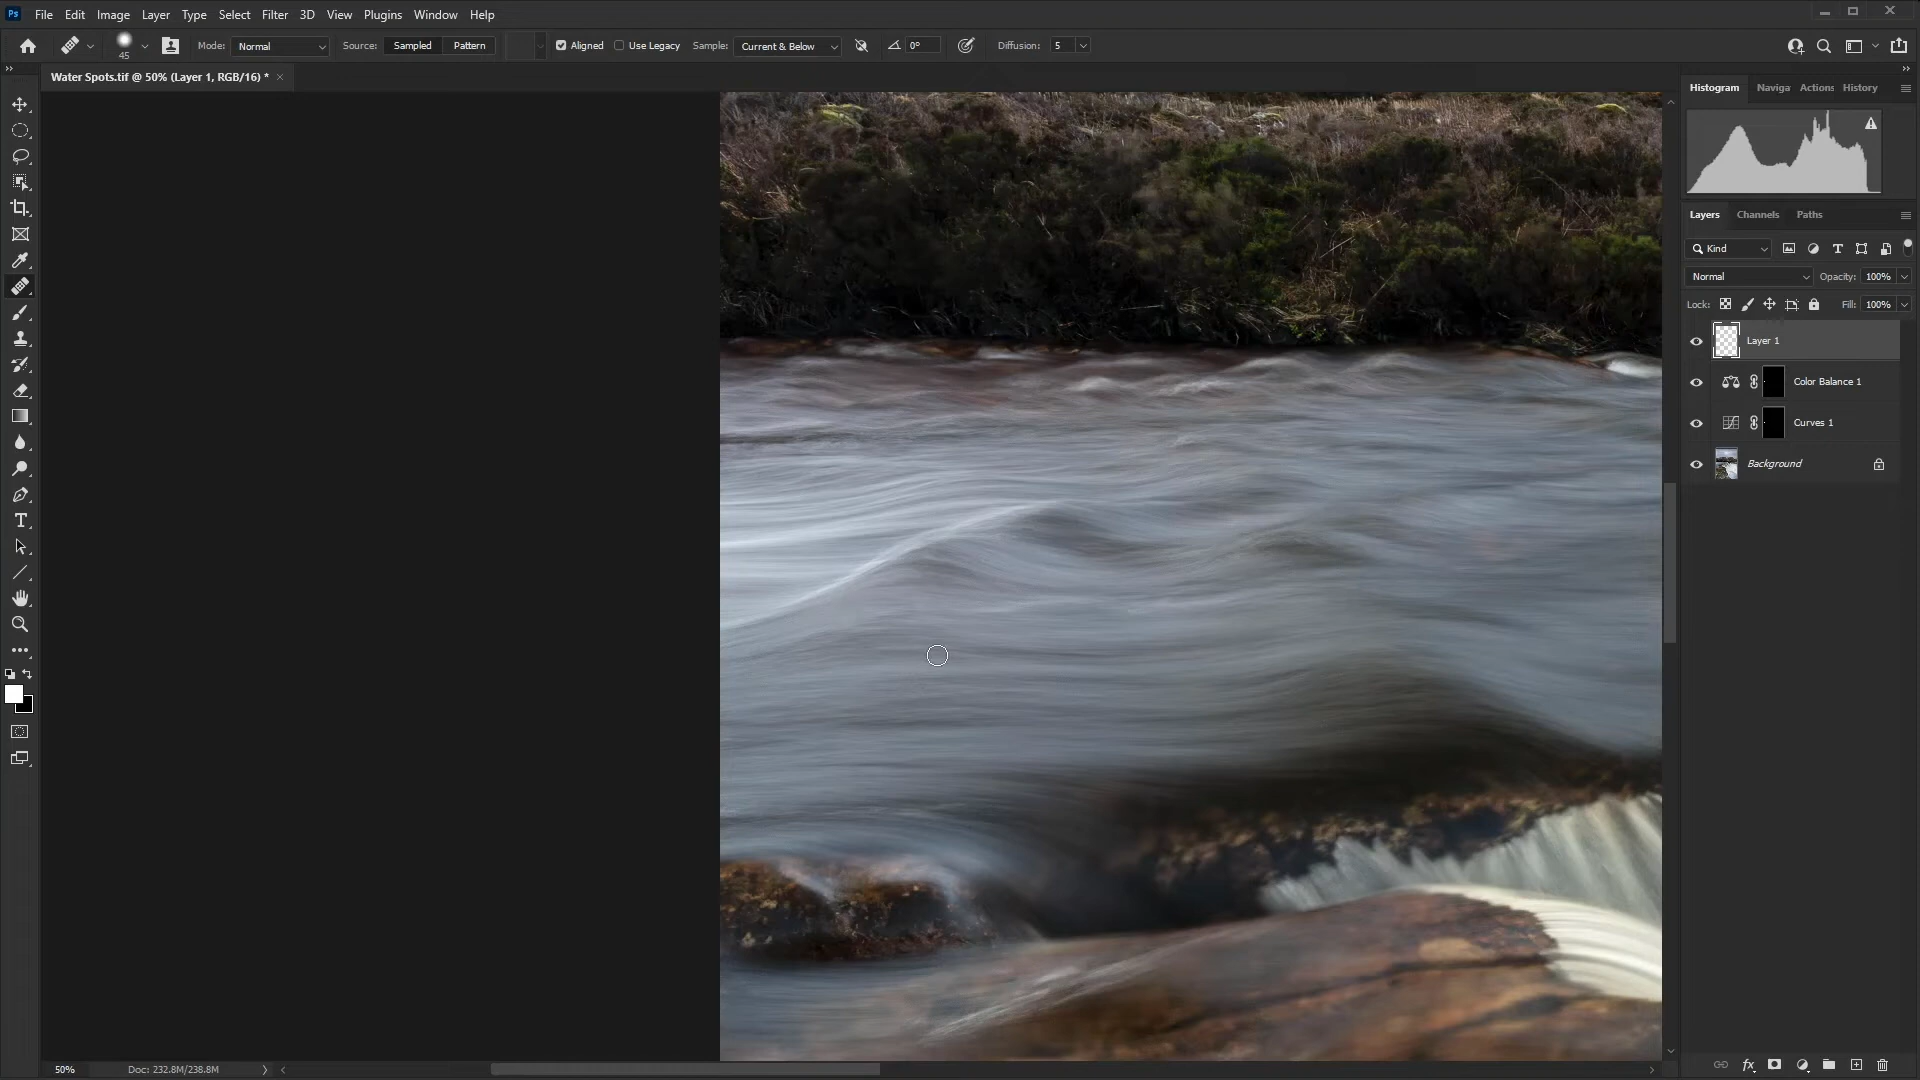 Ps File Edit Image Layer Type Select Filter 3D View Plugins Window Help
45 Mode: Normal Source: Sampled Pattern Aligned Use Legacy Sample: Current & Below 0° Diffusion: 5
Water Spots.tif @ 50% (Layer 1, RGB/16) * ×
Histogram Naviga Actions History
Layers Channels Paths
Kind
Normal Opacity: 100%
Lock: Fill: 100%
Layer 1
Color Balance 1
Curves 1
Background
50% Doc: 232.8M/238.8M